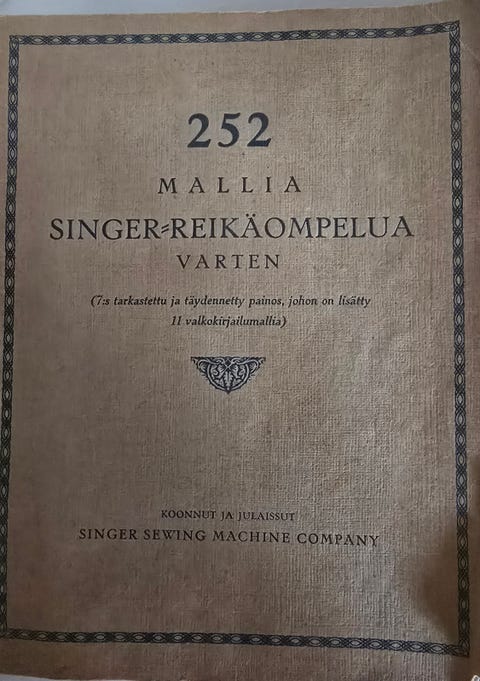 252
MALLIA
SINGER-REIKÄOMPELUA
VARTEN
(7:s tarkastettu ja täydennetty painos, johon on lisätty
11 valkokirjailumallia)
KOONNUT JA JULAISSUT
SINGER SEWING MACHINE COMPANY